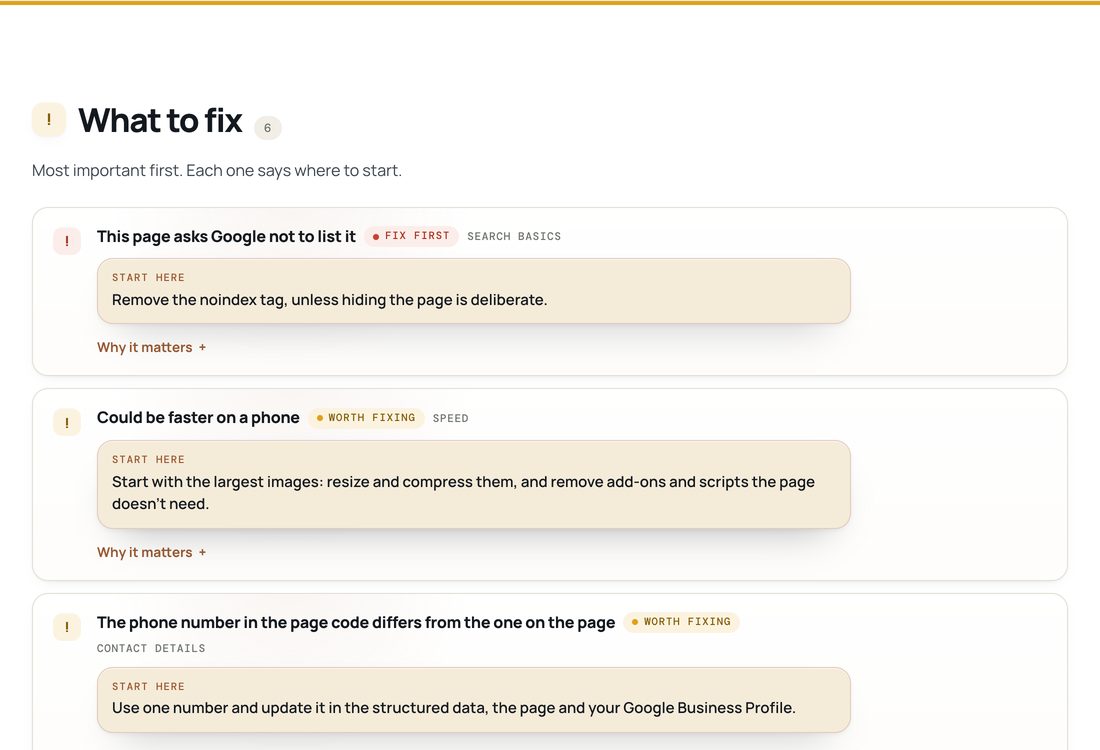 !
What to fix 6
Most important first. Each one says where to start.
! This page asks Google not to list it FIX FIRST SEARCH BASICS
START HERE
Remove the noindex tag, unless hiding the page is deliberate.
Why it matters +
! Could be faster on a phone WORTH FIXING SPEED
START HERE
Start with the largest images: resize and compress them, and remove add-ons and scripts the page
doesn't need.
Why it matters +
! The phone number in the page code differs from the one on the page WORTH FIXING
CONTACT DETAILS
START HERE
Use one number and update it in the structured data, the page and your Google Business Profile.